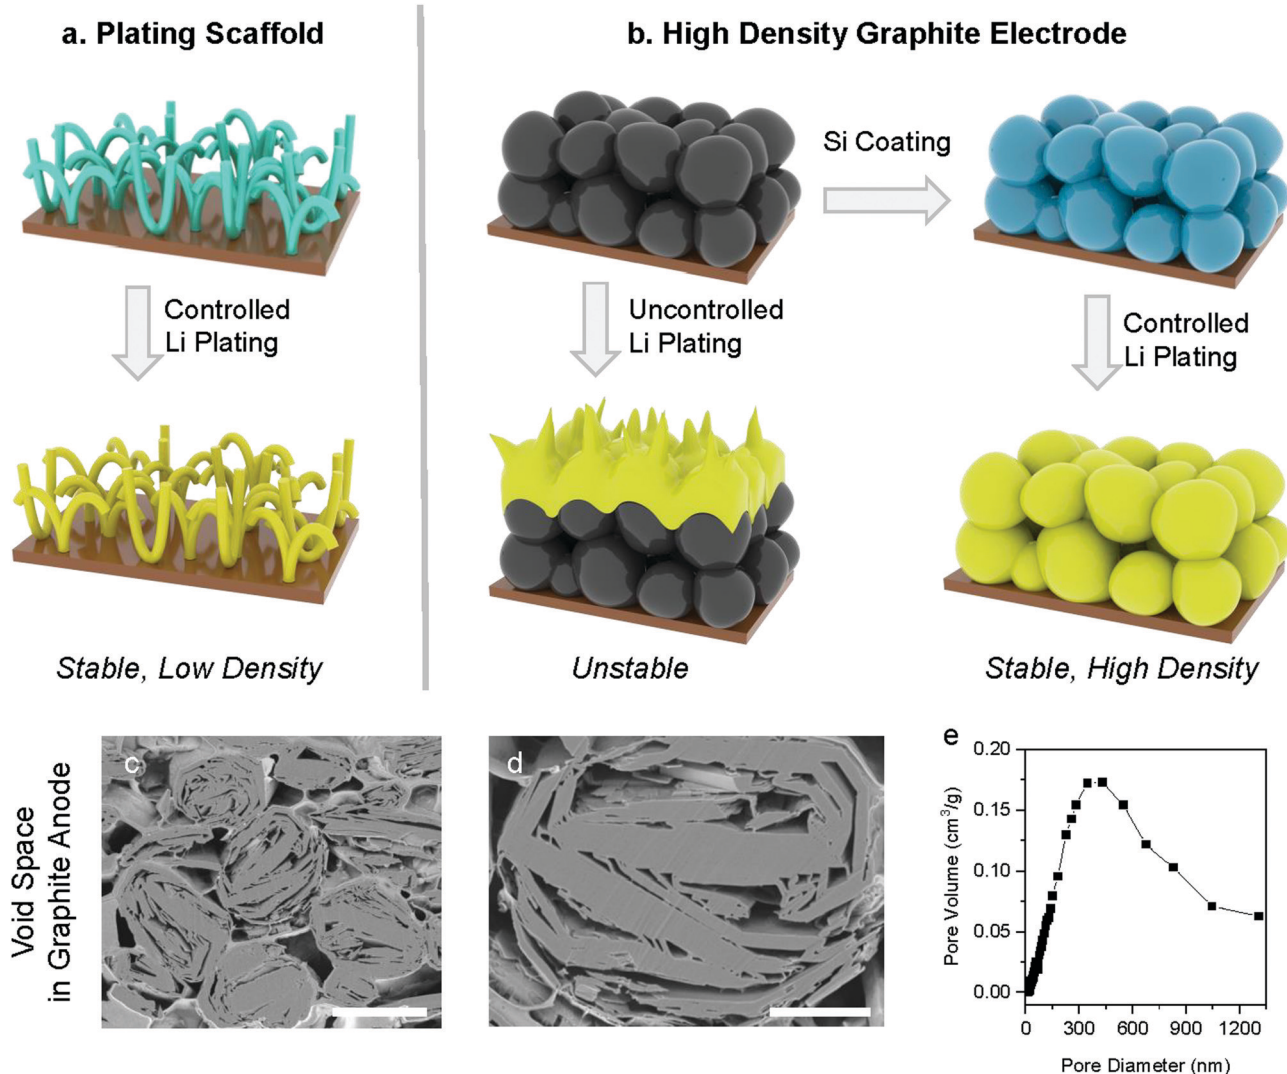 a. Plating Scaffold
b. High Density Graphite Electrode
Si Coating
Controlled
Li Plating
Uncontrolled
Li Plating
Controlled
Li Plating
Stable, Low Density
Unstable
Stable, High Density
Void Space
in Graphite Anode
c
d
e
Pore Volume (cm³/g)
0.20
0.15
0.10
0.05
0.00
0 300 600 900 1200
Pore Diameter (nm)